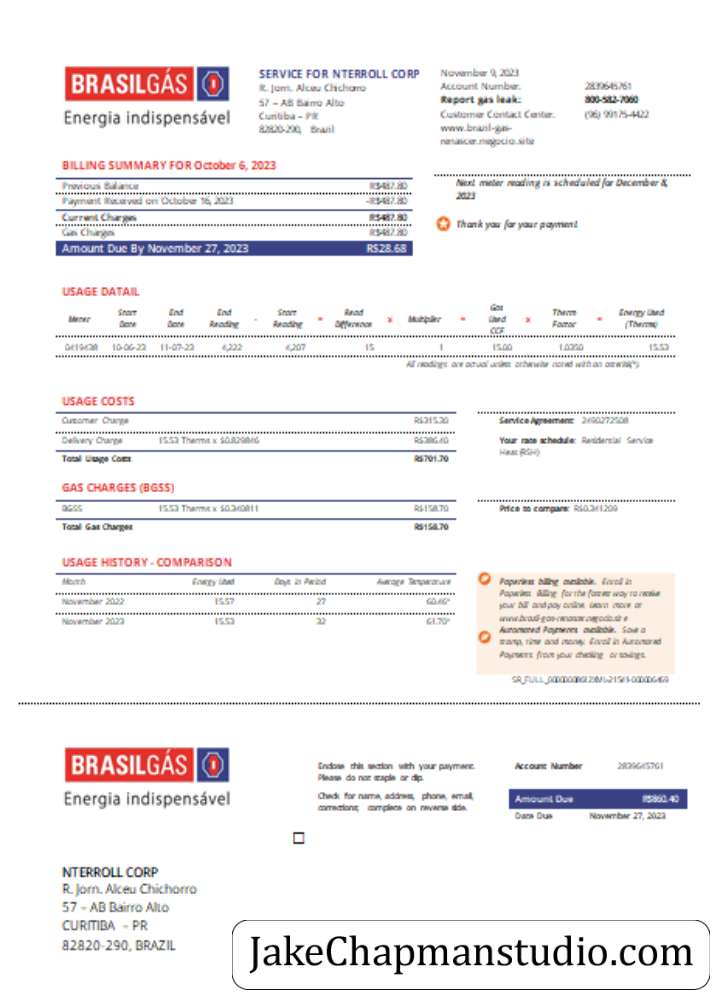 BRASILGÁS
Energia indispensável
SERVICE FOR NTERROLL CORP
R. Jorn. Alceu Chichorro
57 – AB Bairro Alto
Curitiba – PR
82820-290, Brazil
November 9, 2023
Account Number: 2839645761
Report gas leak: 800-582-7060
Customer Contact Center: (96) 99175-4422
www.brazil-gas-
renascer.negocio.site
BILLING SUMMARY FOR October 6, 2023
Previous Balance R$487.80
Payment Received on October 16, 2023 -R$487.80
Current Charges R$487.80
Gas Charges R$487.80
Amount Due By November 27, 2023 R$28.68
Next meter reading is scheduled for December 8,
2023
Thank you for your payment
USAGE DATAIL
Meter Start Date End Date End Reading - Start Reading = Read Difference x Multiplier = Gas Used CCF x Therm Factor = Energy Used (Therms)
0419438 10-06-23 11-07-23 4,222 4,207 15 1 15.00 1.0350 15.53
All readings are actual unless otherwise noted with an asterisk(*).
USAGE COSTS
Customer Charge R$315.30
Delivery Charge 15.53 Therms x $0.829846 R$386.40
Total Usage Costs R$701.70
Service Agreement: 2490272508
Your rate schedule: Residential Service
Heat (RSH)
GAS CHARGES (BGSS)
BGSS 15.53 Therms x $0.340811 R$158.70
Total Gas Charges R$158.70
Price to compare: R$0.341209
USAGE HISTORY - COMPARISON
Month Energy Used Days in Period Average Temperature
November 2022 15.57 27 60.46°
November 2023 15.53 32 61.70°
Paperless billing available. Enroll in
Paperless Billing for the fastest way to receive
your bill and pay online. Learn more at
Automated Payments available. Save a
stamp, time and money. Enroll in Automated
Payments from your checking or savings.
BRASILGÁS
Energia indispensável
Enclose this section with your payment.
Please do not staple or clip.
Check for name, address, phone, email,
corrections; complete on reverse side.
Account Number 2839645761
Amount Due R$860.40
Date Due November 27, 2023
NTERROLL CORP
R. Jorn. Alceu Chichorro
57 – AB Bairro Alto
CURITIBA – PR
82820-290, BRAZIL
JakeChapmanstudio.com